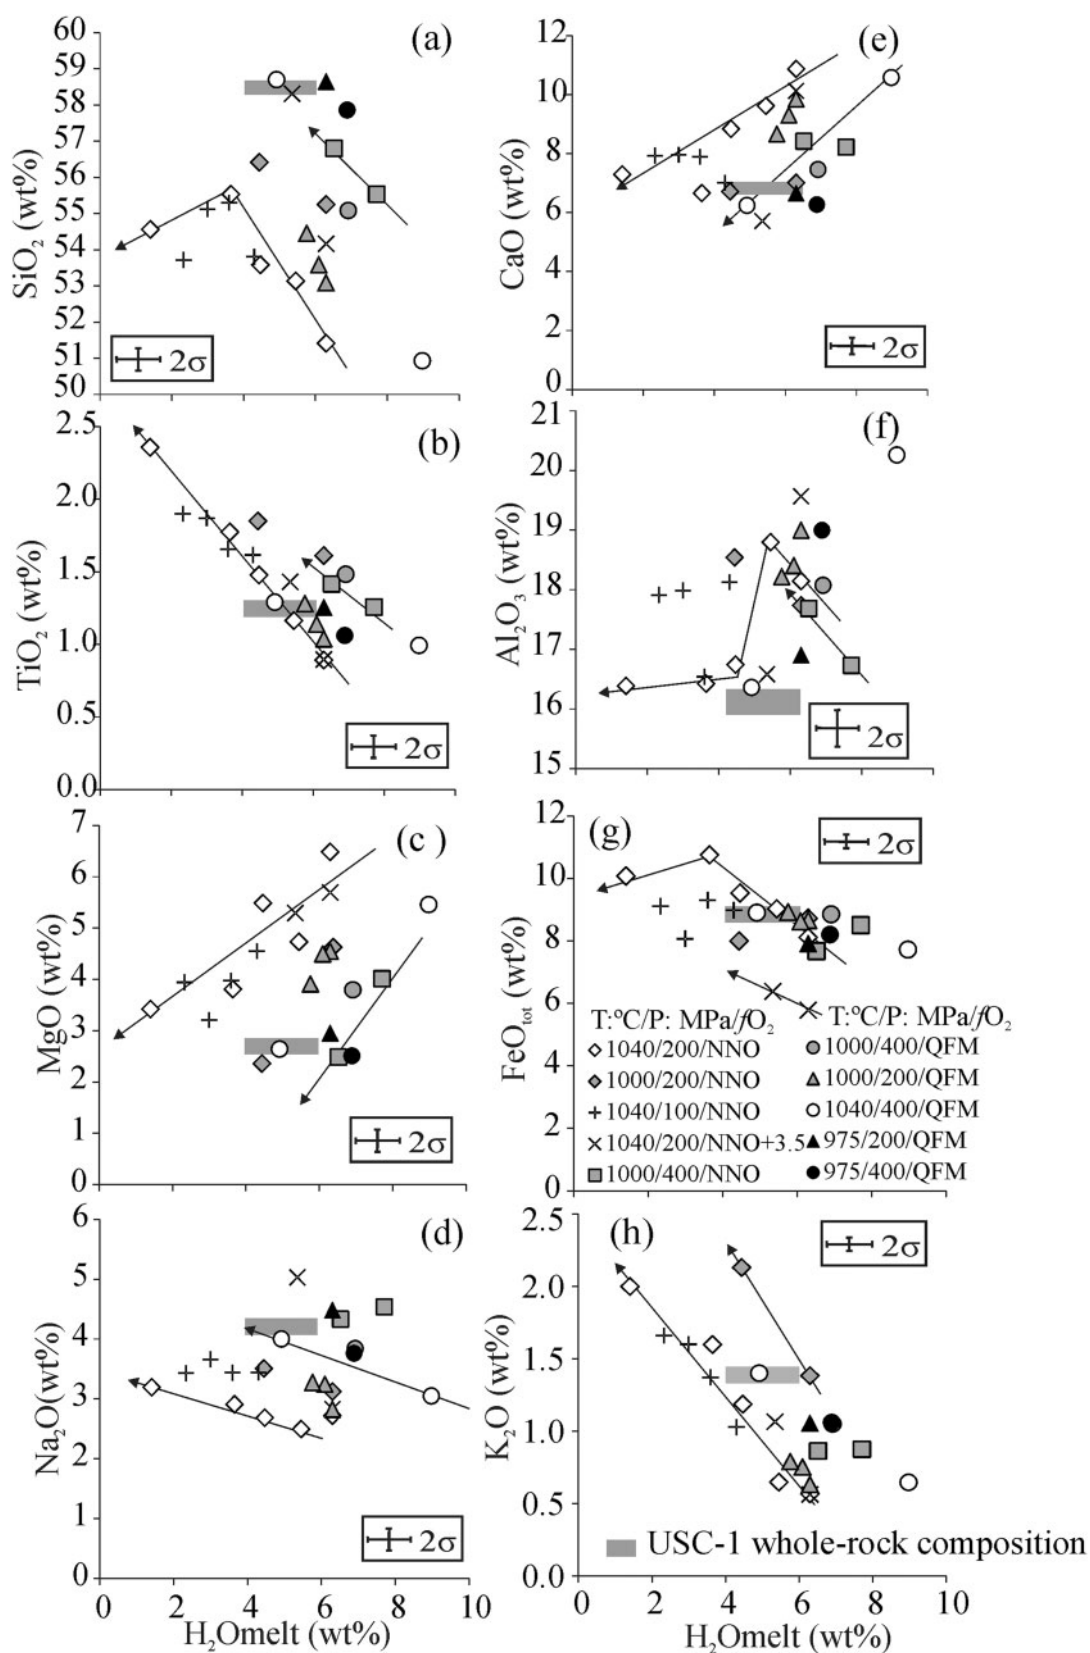 (a)
SiO₂ (wt%)
60
59
58
57
56
55
54
53
52
51
50
2σ
(b)
TiO₂ (wt%)
2.5
2.0
1.5
1.0
0.5
0.0
2σ
(c)
MgO (wt%)
7
6
5
4
3
2
1
0
2σ
(d)
Na₂O(wt%)
6
5
4
3
2
1
0
2σ
0 2 4 6 8 10
H₂Omelt (wt%)
(e)
CaO (wt%)
12
10
8
6
4
2
0
2σ
(f)
Al₂O₃ (wt%)
21
20
19
18
17
16
15
2σ
(g)
FeOtot (wt%)
12
10
8
6
4
2
0
2σ
T:ºC/P: MPa/fO₂ T:ºC/P: MPa/fO₂
1040/200/NNO 1000/400/QFM
1000/200/NNO 1000/200/QFM
1040/100/NNO 1040/400/QFM
1040/200/NNO+3.5 975/200/QFM
1000/400/NNO 975/400/QFM
(h)
K₂O (wt%)
2.5
2.0
1.5
1.0
0.5
0.0
2σ
USC-1 whole-rock composition
0 2 4 6 8 10
H₂Omelt (wt%)